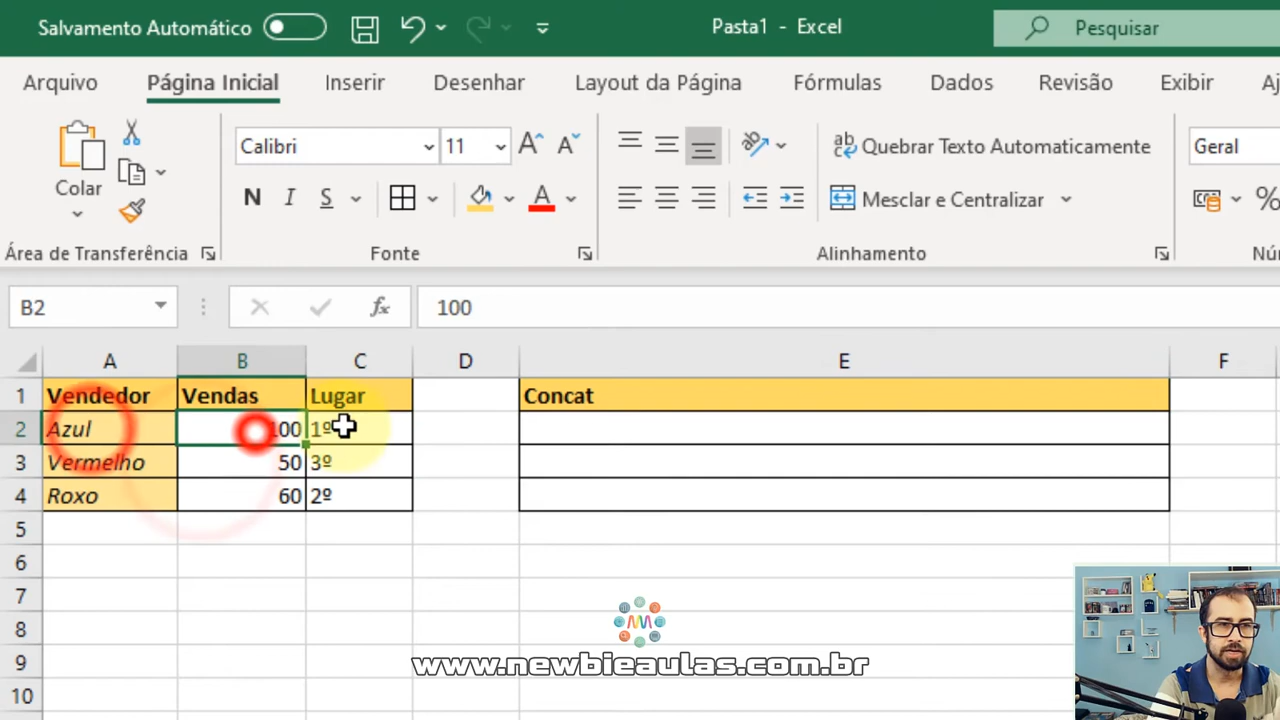 Salvamento Automático
Pasta1 - Excel
Pesquisar
Arquivo Página Inicial Inserir Desenhar Layout da Página Fórmulas Dados Revisão Exibir Aj
Colar
Calibri 11
N I S A
ab Quebrar Texto Automaticamente
Mesclar e Centralizar
Geral
%
Área de Transferência Fonte Alinhamento Nú
B2 fx 100
A B C D E F
1 Vendedor Vendas Lugar Concat
2 Azul 100 1º
3 Vermelho 50 3º
4 Roxo 60 2º
5
6
7
8
9
10
www.newbieaulas.com.br